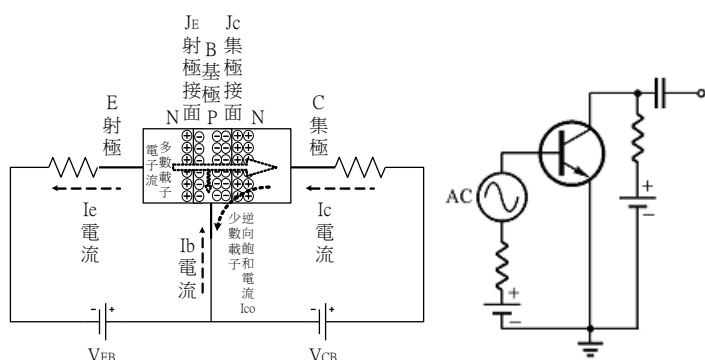 JE
射極接面
B
基極
Jc
集極接面
E
射極
N
P
N
C
集極
電子流
多數載子
Ie
電流
Ib
電流
少數載子
逆向飽和電流
Ico
Ic
電流
- +
VEB
- +
VCB
AC
+
-
+
-